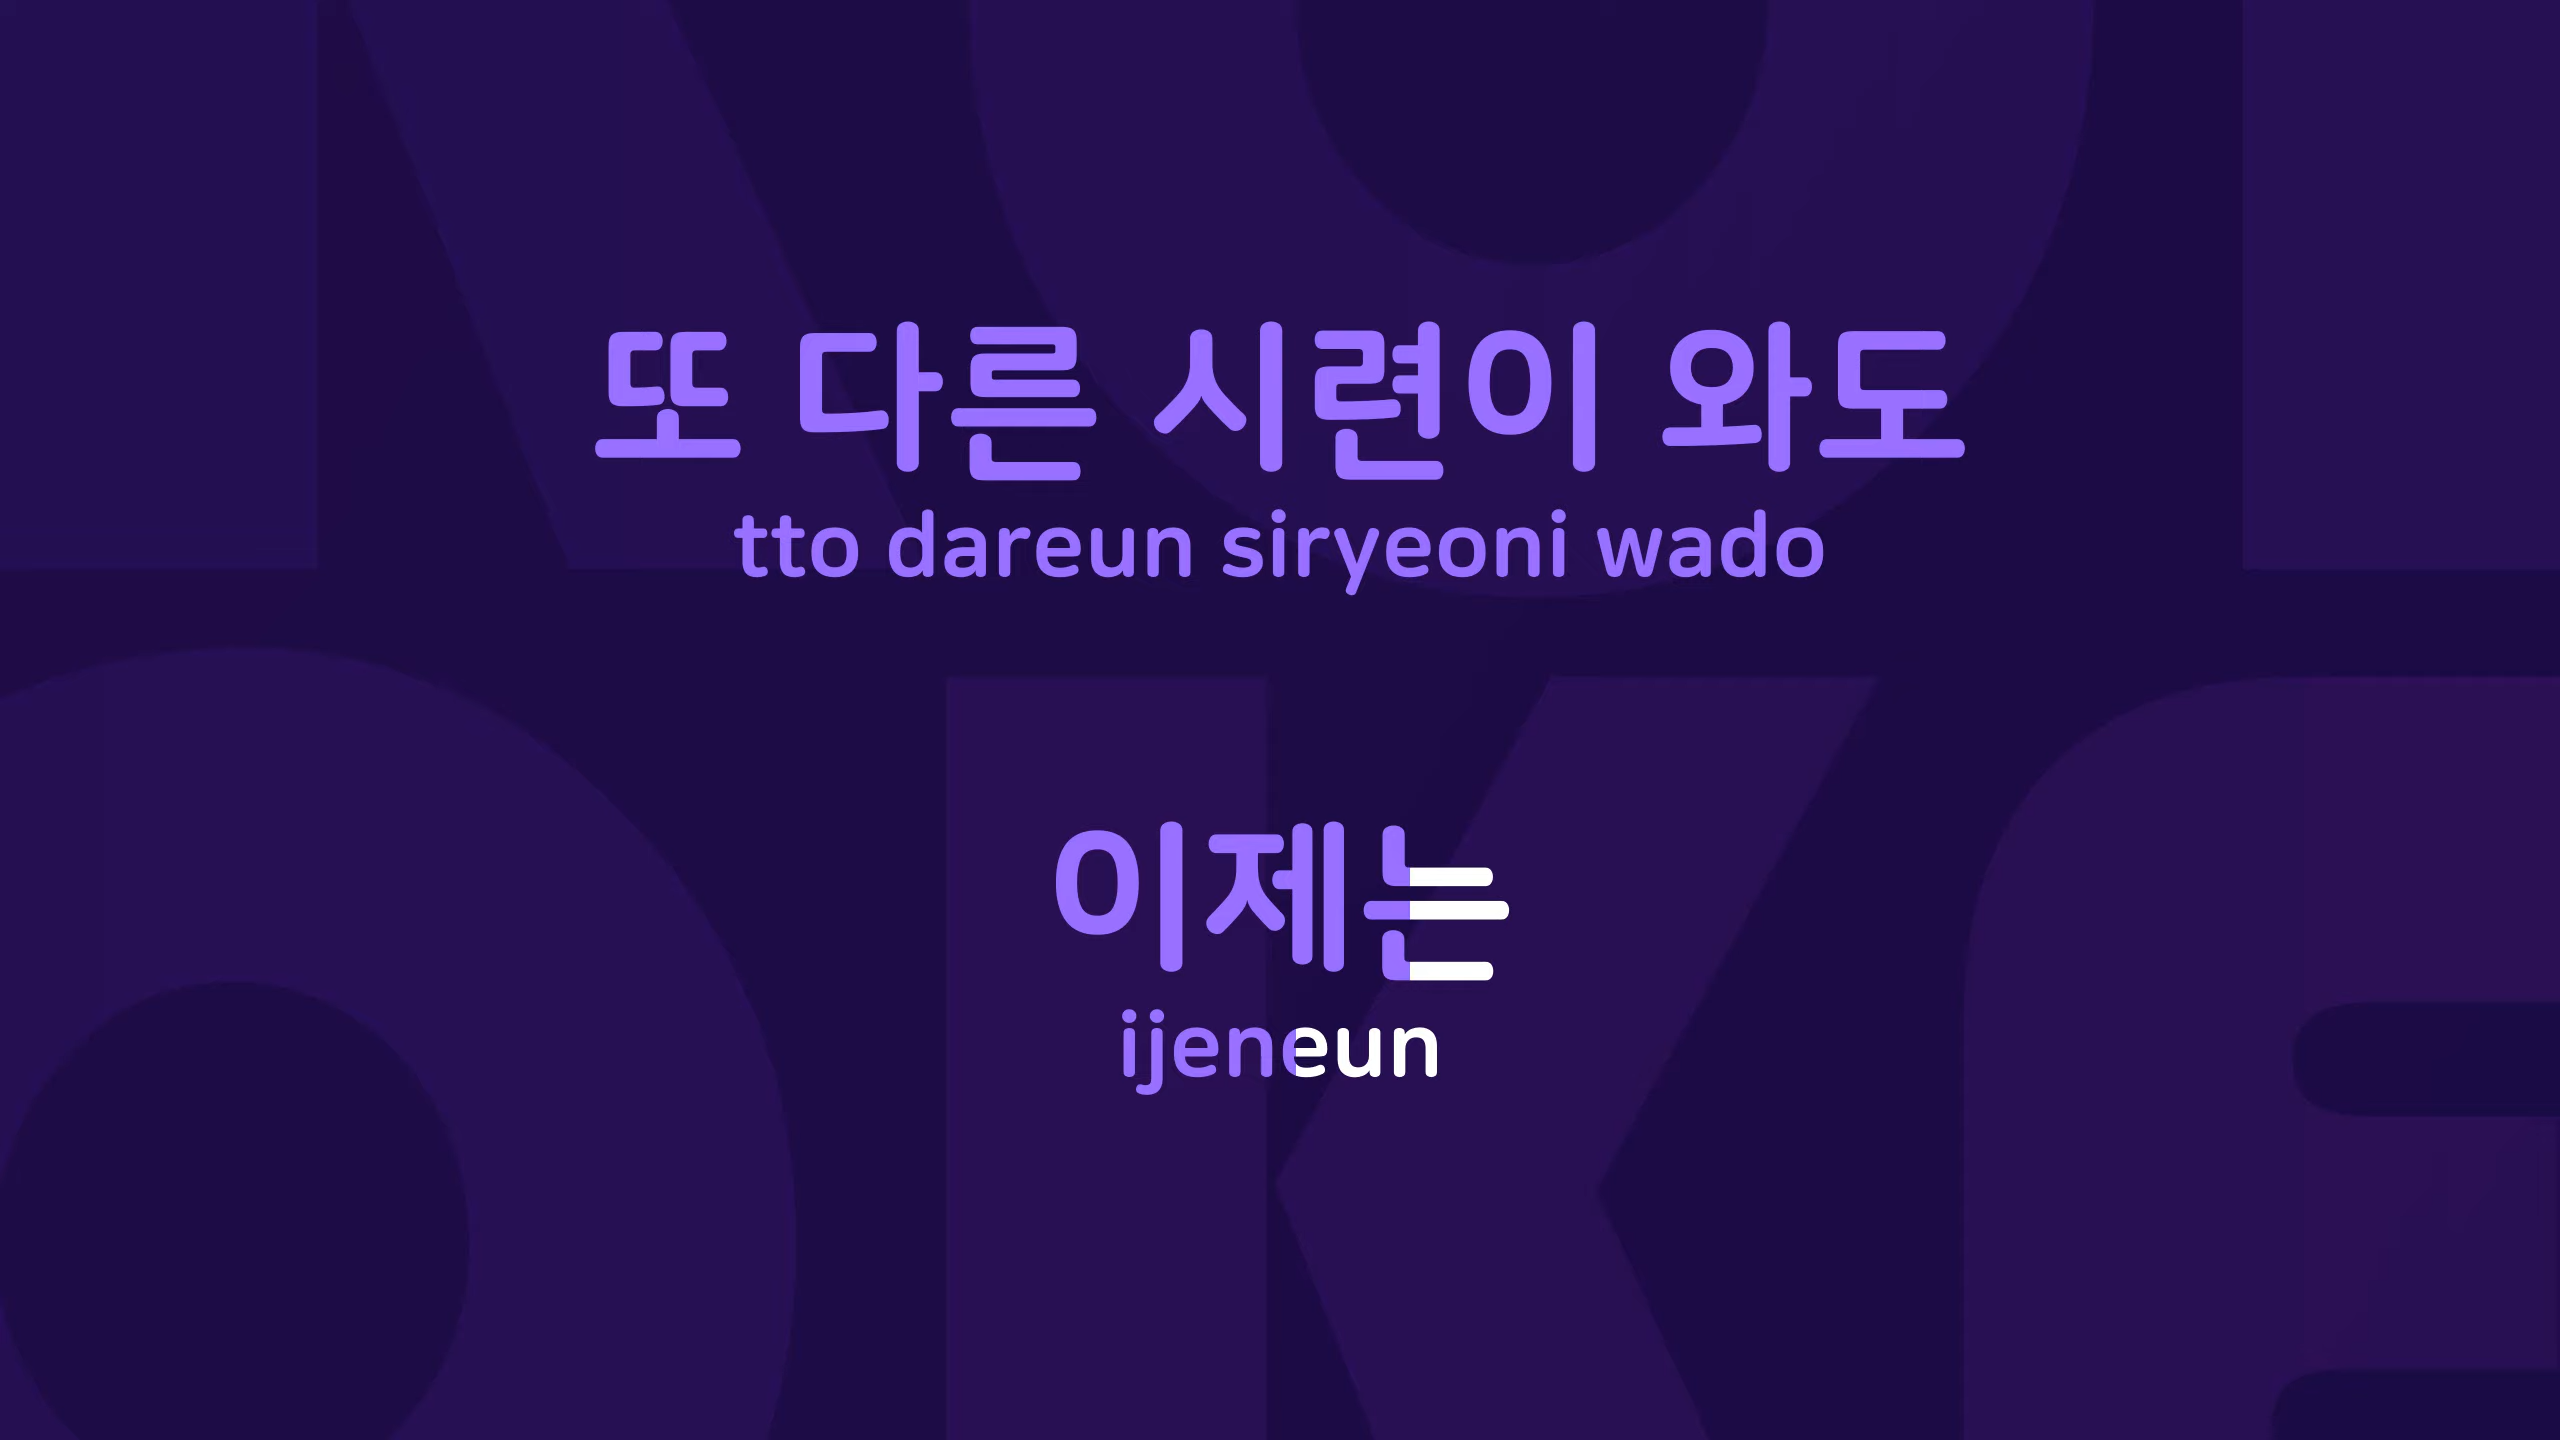 또 다른 시련이 와도
tto dareun siryeoni wado
이제는
ijeneun